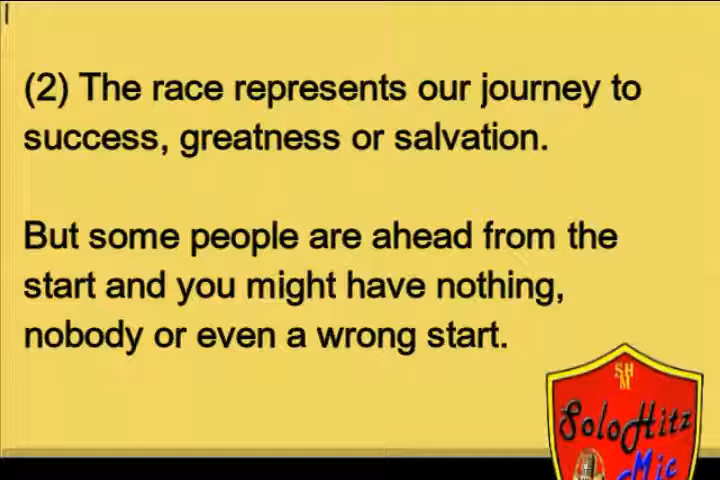 (2) The race represents our journey to
success, greatness or salvation.
But some people are ahead from the
start and you might have nothing,
nobody or even a wrong start.
SH
M
SoloHitz
Mic